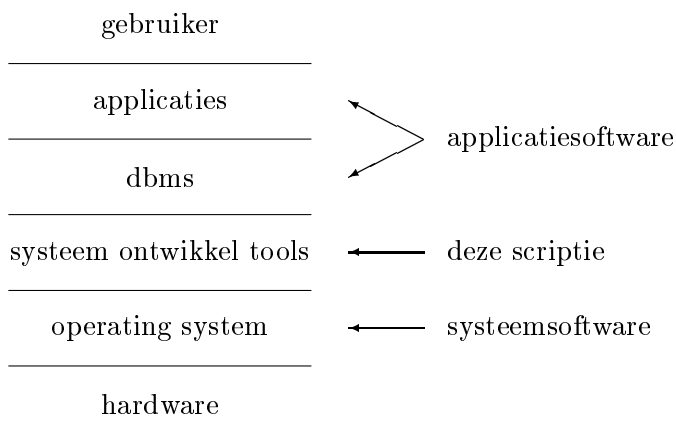 gebruiker
applicaties
applicatiesoftware
dbms
systeem ontwikkel tools
deze scriptie
operating system
systeemsoftware
hardware